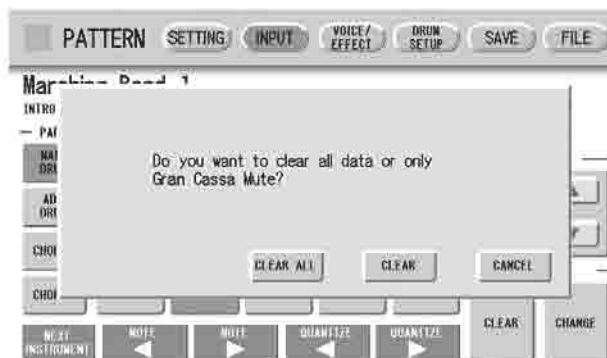 PATTERN SETTING INPUT VOICE/ EFFECT DRUM SETUP SAVE FILE
Marching Band 1
INTRO
Do you want to clear all data or only
Gran Cassa Mute?
CLEAR ALL CLEAR CANCEL
CLEAR CHANGE
NEXT INSTRUMENT NOTE NOTE QUANTIZE QUANTIZE